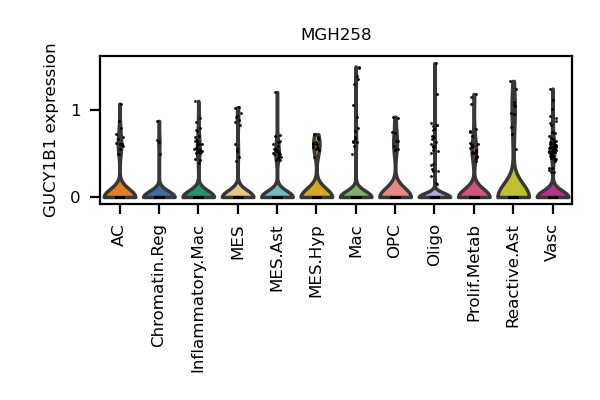 MGH258
GUCY1B1 expression
1
0
AC
Chromatin.Reg
Inflammatory.Mac
MES
MES.Ast
MES.Hyp
Mac
OPC
Oligo
Prolif.Metab
Reactive.Ast
Vasc